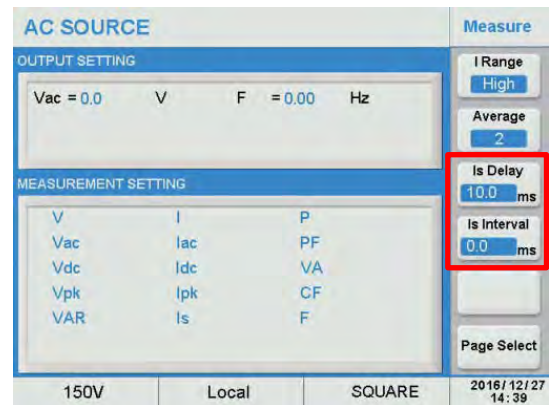 AC SOURCE
OUTPUT SETTING
Vac = 0.0 V F = 0.00 Hz
MEASUREMENT SETTING
V I P
Vac Iac PF
Vdc Idc VA
Vpk Ipk CF
VAR Is F
150V Local SQUARE
Measure
I Range
High
Average
2
Is Delay
10.0 ms
Is Interval
0.0 ms
Page Select
2016/12/27
14:39